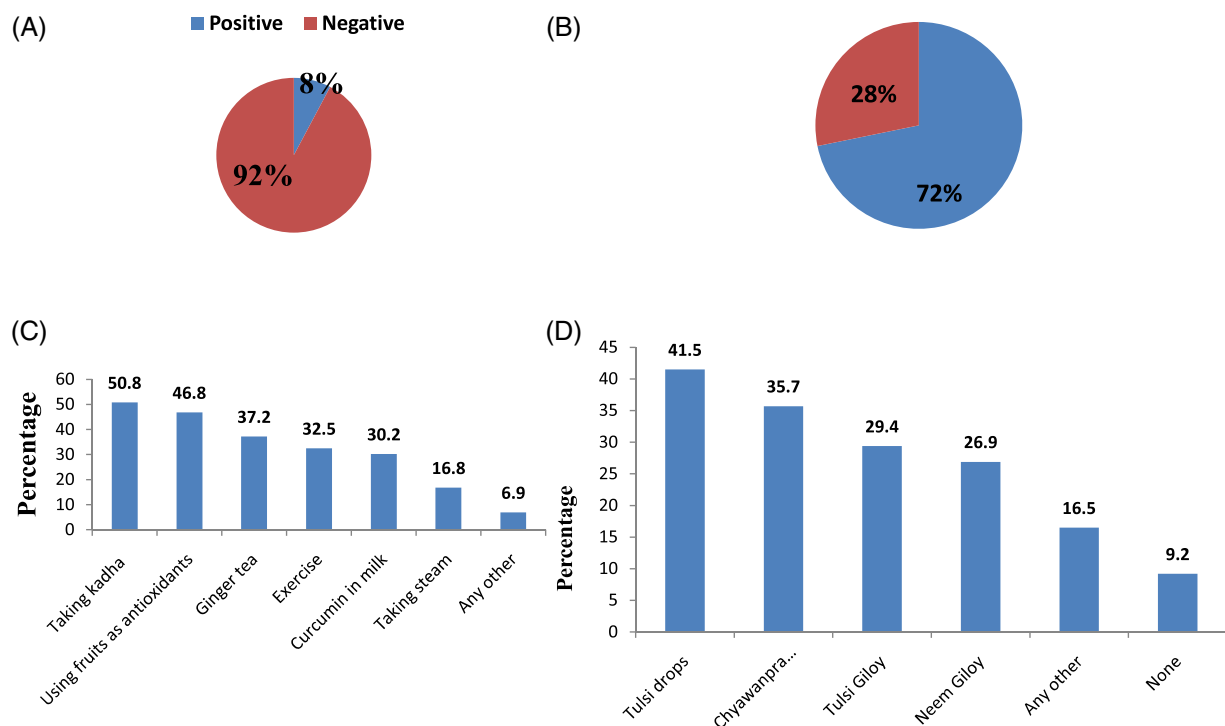 (A)
Positive Negative
8%
92%
(B)
28%
72%
(C)
Percentage
60
50
40
30
20
10
0
50.8
46.8
37.2
32.5
30.2
16.8
6.9
Taking kadha
Using fruits as antioxidants
Ginger tea
Exercise
Curcumin in milk
Taking steam
Any other
(D)
Percentage
45
40
35
30
25
20
15
10
5
0
41.5
35.7
29.4
26.9
16.5
9.2
Tulsi drops
Chyawanpra...
Tulsi Giloy
Neem Giloy
Any other
None